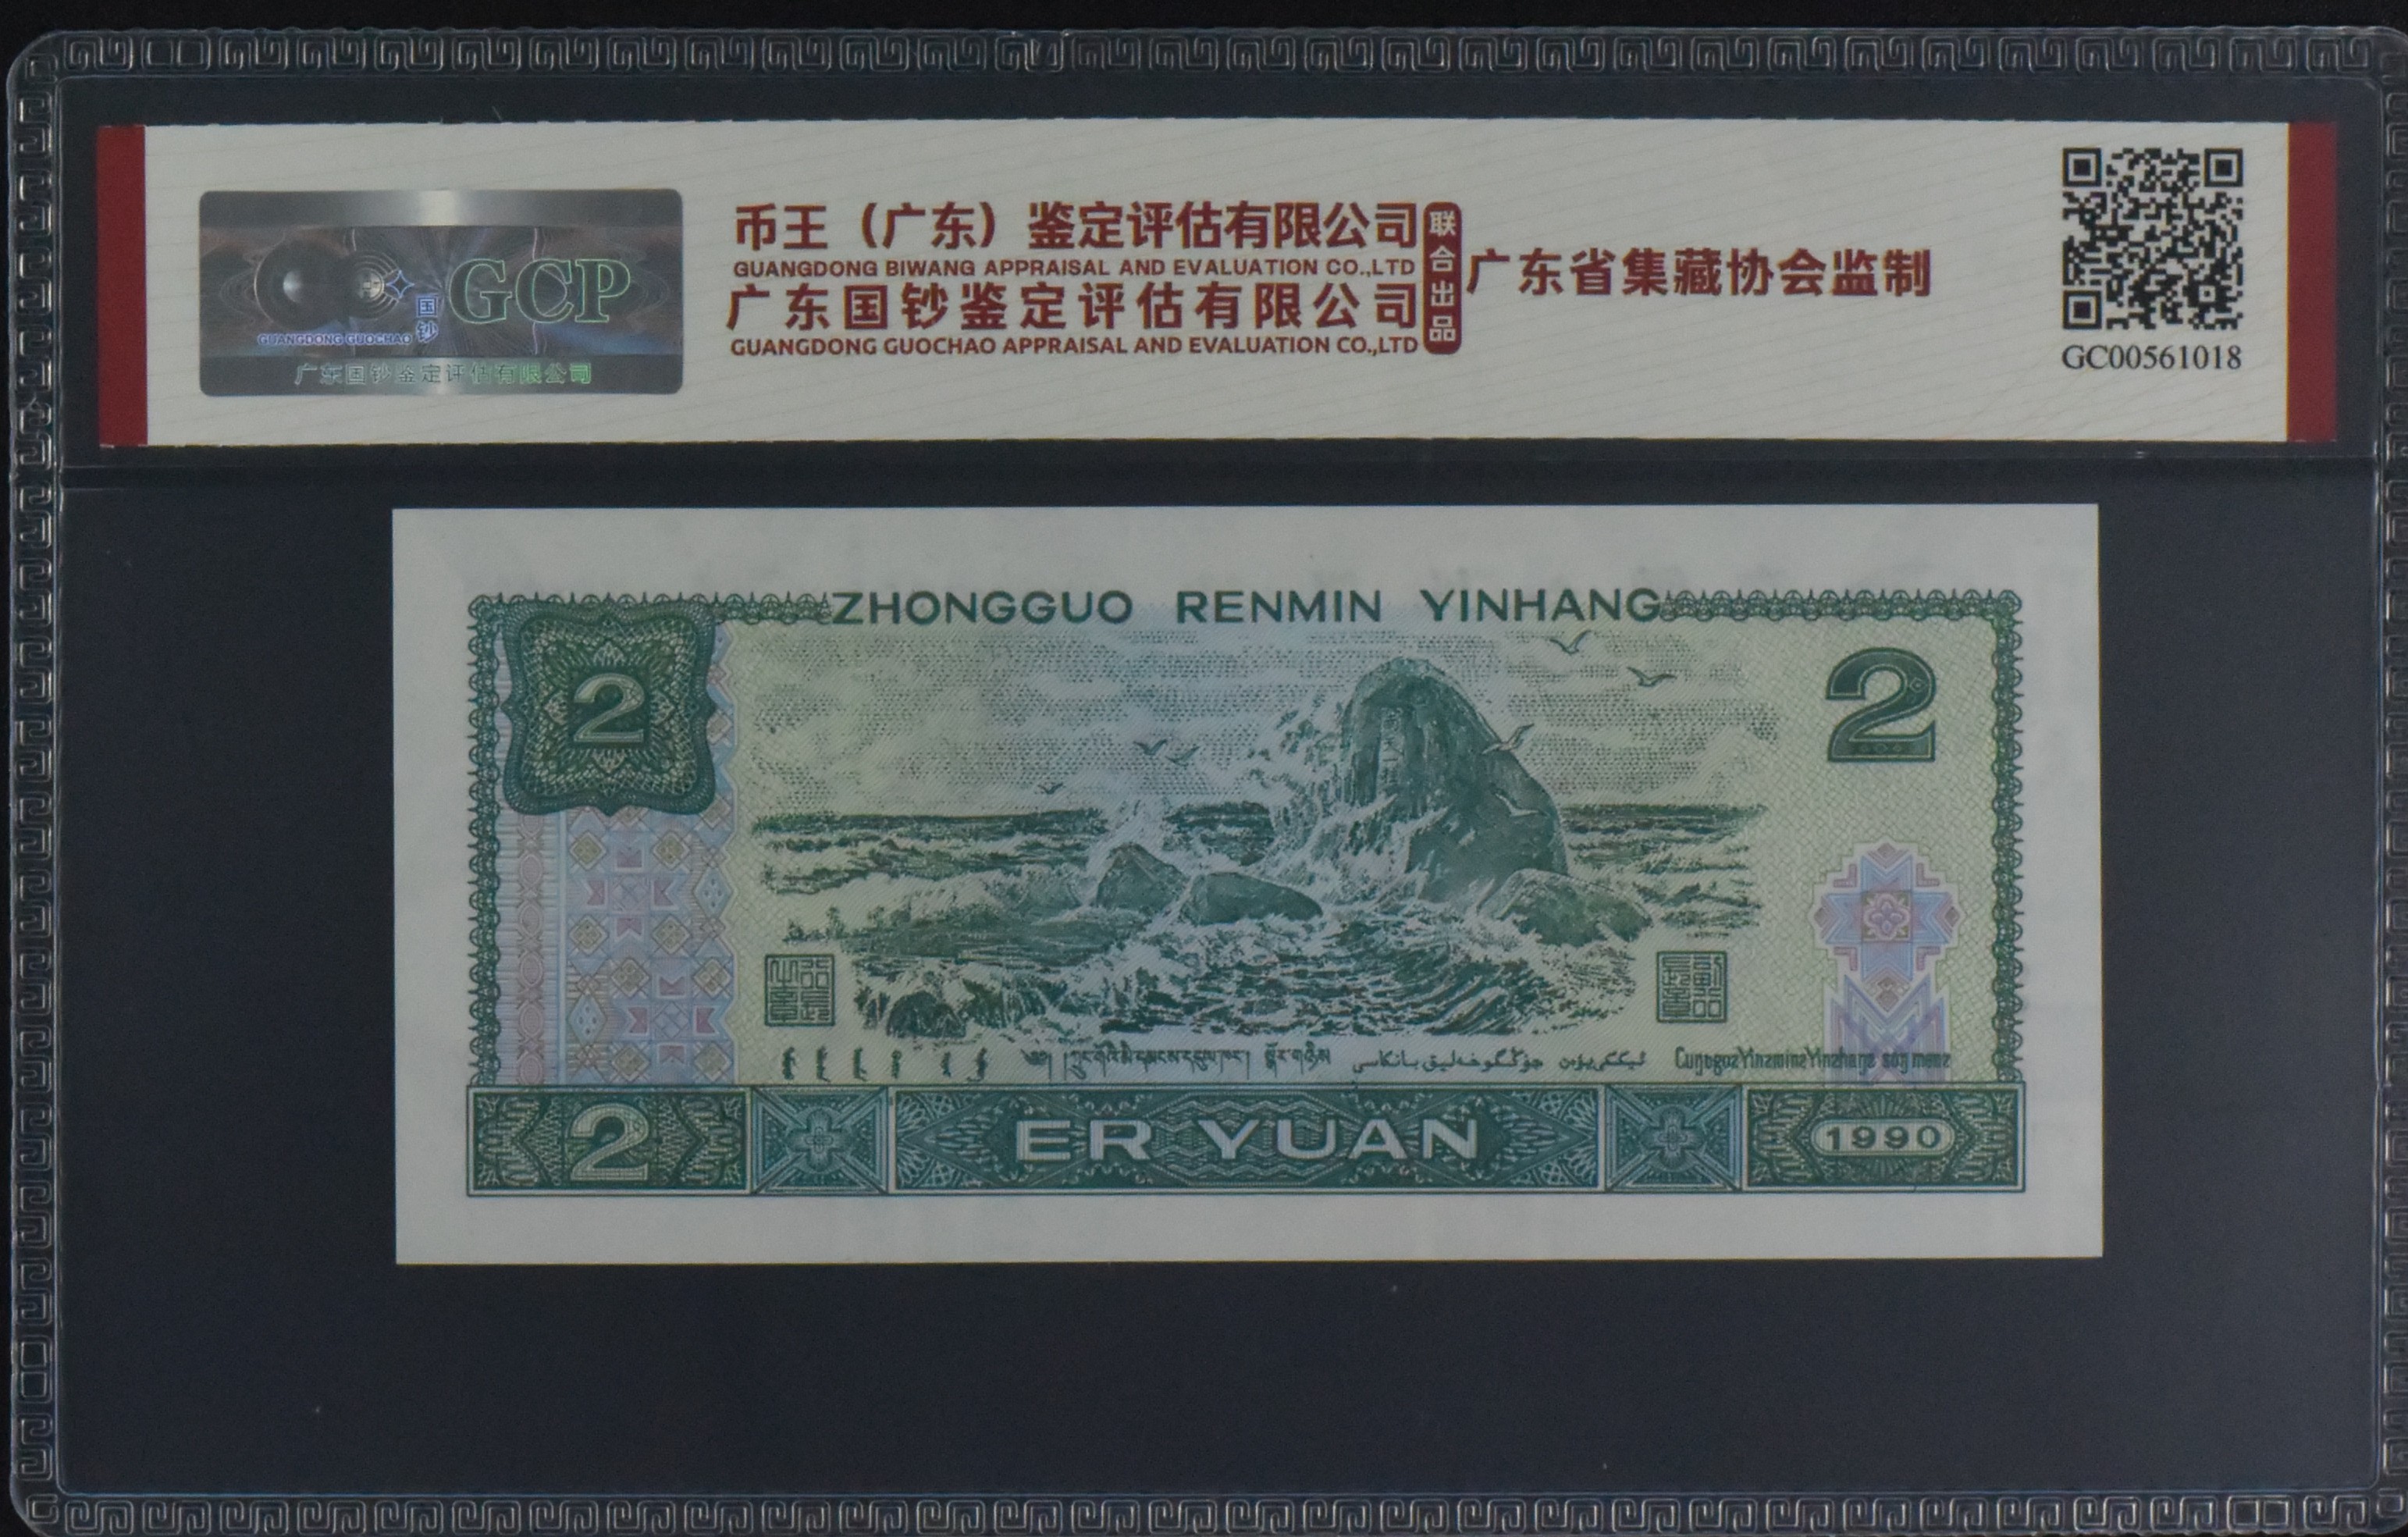 GCP
国钞
GUANGDONG GUOCHAO
广东国钞鉴定评估有限公司
币王（广东）鉴定评估有限公司
GUANGDONG BIWANG APPRAISAL AND EVALUATION CO.,LTD
广东国钞鉴定评估有限公司
GUANGDONG GUOCHAO APPRAISAL AND EVALUATION CO.,LTD
联合出品
广东省集藏协会监制
GC00561018
ZHONGGUO RENMIN YINHANG
2
2
2
ER YUAN
1990